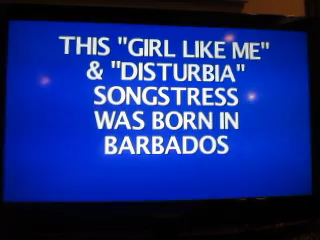 THIS "GIRL LIKE ME"
& "DISTURBIA"
SONGSTRESS
WAS BORN IN
BARBADOS